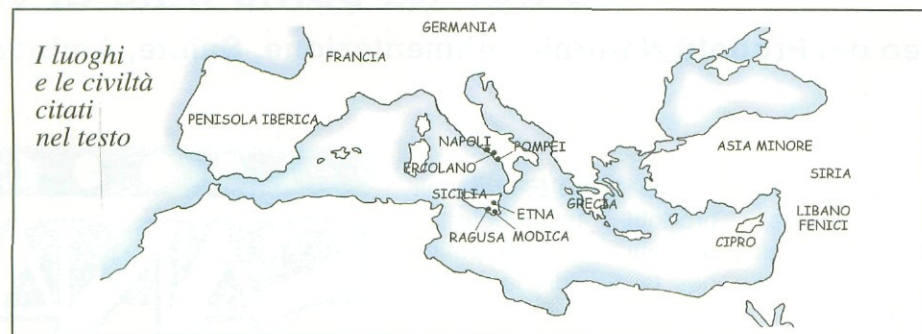 I luoghi
e le civiltà
citati
nel testo
GERMANIA
FRANCIA
PENISOLA IBERICA
NAPOLI
POMPEI
ERCOLANO
ASIA MINORE
SIRIA
SICILIA
ETNA
GRECIA
LIBANO
FENICI
RAGUSA
MODICA
CIPRO